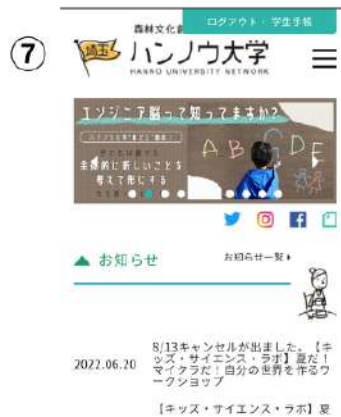 ⑦
ログアウト・ 学生手帳
森林文化創
埼玉
ハンノウ大学
HANNO UNIVERSITY NETWORK
エンジニア脳って知ってますか?
全体的に新しいことを
考えて形にする
A B C D E
お知らせ
お知らせ一覧
2022.06.20
8/13キャンセルが出ました。【キ
ッズ・サイエンス・ラボ】夏だ!
マイクラだ!自分の世界を作るワ
ークショップ
【キッズ・サイエンス・ラボ】夏